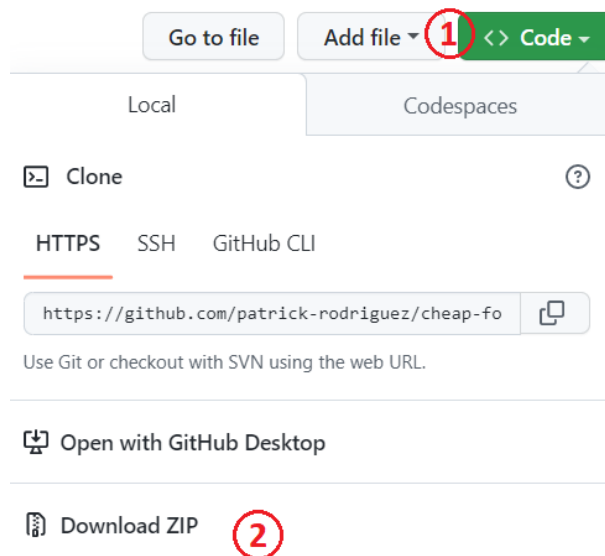 Go to file Add file 1 <> Code
Local Codespaces
Clone
HTTPS SSH GitHub CLI
https://github.com/patrick-rodriguez/cheap-fo
Use Git or checkout with SVN using the web URL.
Open with GitHub Desktop
Download ZIP 2